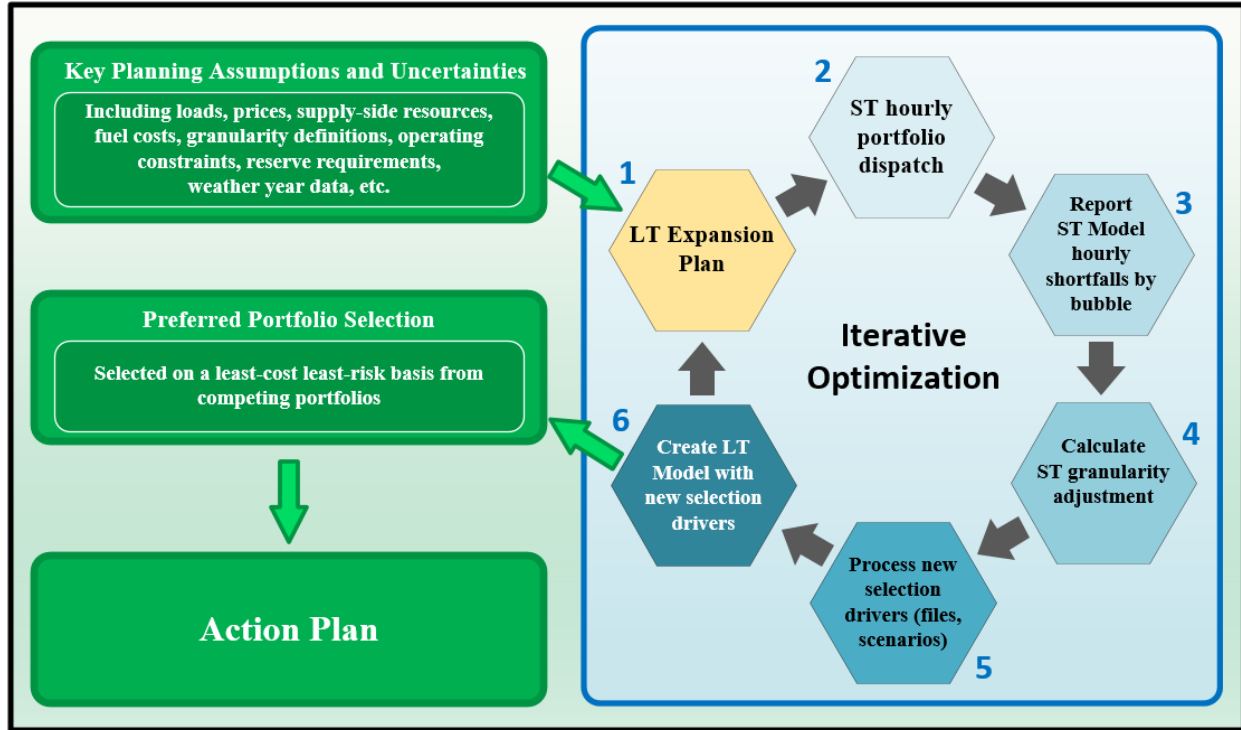 Key Planning Assumptions and Uncertainties
Including loads, prices, supply-side resources,
fuel costs, granularity definitions, operating
constraints, reserve requirements,
weather year data, etc.
Preferred Portfolio Selection
Selected on a least-cost least-risk basis from
competing portfolios
Action Plan
1
LT Expansion
Plan
2
ST hourly
portfolio
dispatch
3
Report
ST Model
hourly
shortfalls by
bubble
Iterative
Optimization
4
Calculate
ST granularity
adjustment
5
Process new
selection
drivers (files,
scenarios)
6
Create LT
Model with
new selection
drivers